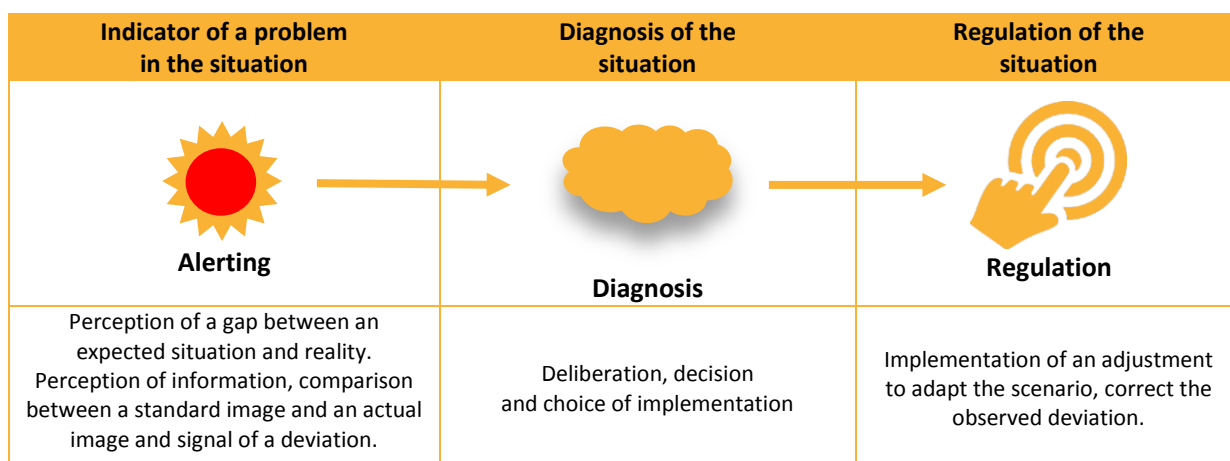 Indicator of a problem
in the situation
Diagnosis of the
situation
Regulation of the
situation
Alerting
Diagnosis
Regulation
Perception of a gap between an
expected situation and reality.
Perception of information, comparison
between a standard image and an actual
image and signal of a deviation.
Deliberation, decision
and choice of implementation
Implementation of an adjustment
to adapt the scenario, correct the
observed deviation.